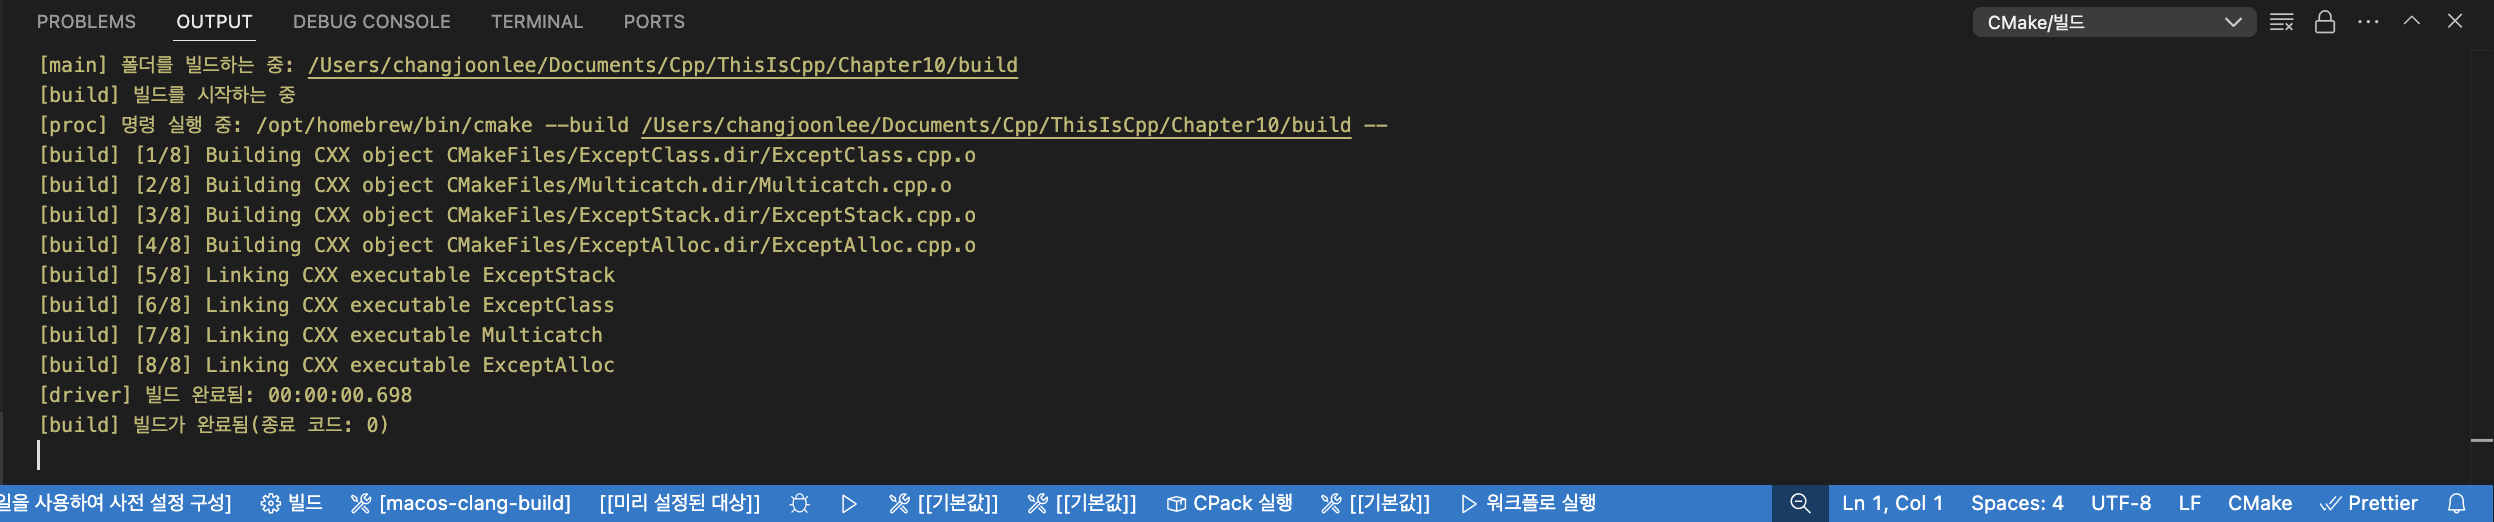 PROBLEMS OUTPUT DEBUG CONSOLE TERMINAL PORTS CMake/빌드
[main] 폴더를 빌드하는 중: /Users/changjoonlee/Documents/Cpp/ThisIsCpp/Chapter10/build
[build] 빌드를 시작하는 중
[proc] 명령 실행 중: /opt/homebrew/bin/cmake --build /Users/changjoonlee/Documents/Cpp/ThisIsCpp/Chapter10/build --
[build] [1/8] Building CXX object CMakeFiles/ExceptClass.dir/ExceptClass.cpp.o
[build] [2/8] Building CXX object CMakeFiles/Multicatch.dir/Multicatch.cpp.o
[build] [3/8] Building CXX object CMakeFiles/ExceptStack.dir/ExceptStack.cpp.o
[build] [4/8] Building CXX object CMakeFiles/ExceptAlloc.dir/ExceptAlloc.cpp.o
[build] [5/8] Linking CXX executable ExceptStack
[build] [6/8] Linking CXX executable ExceptClass
[build] [7/8] Linking CXX executable Multicatch
[build] [8/8] Linking CXX executable ExceptAlloc
[driver] 빌드 완료됨: 00:00:00.698
[build] 빌드가 완료됨(종료 코드: 0)
일을 사용하여 사전 설정 구성] 빌드 [macos-clang-build] [[미리 설정된 대상]] [[기본값]] [[기본값]] CPack 실행 [[기본값]] 워크플로 실행 Ln 1, Col 1 Spaces: 4 UTF-8 LF CMake Prettier